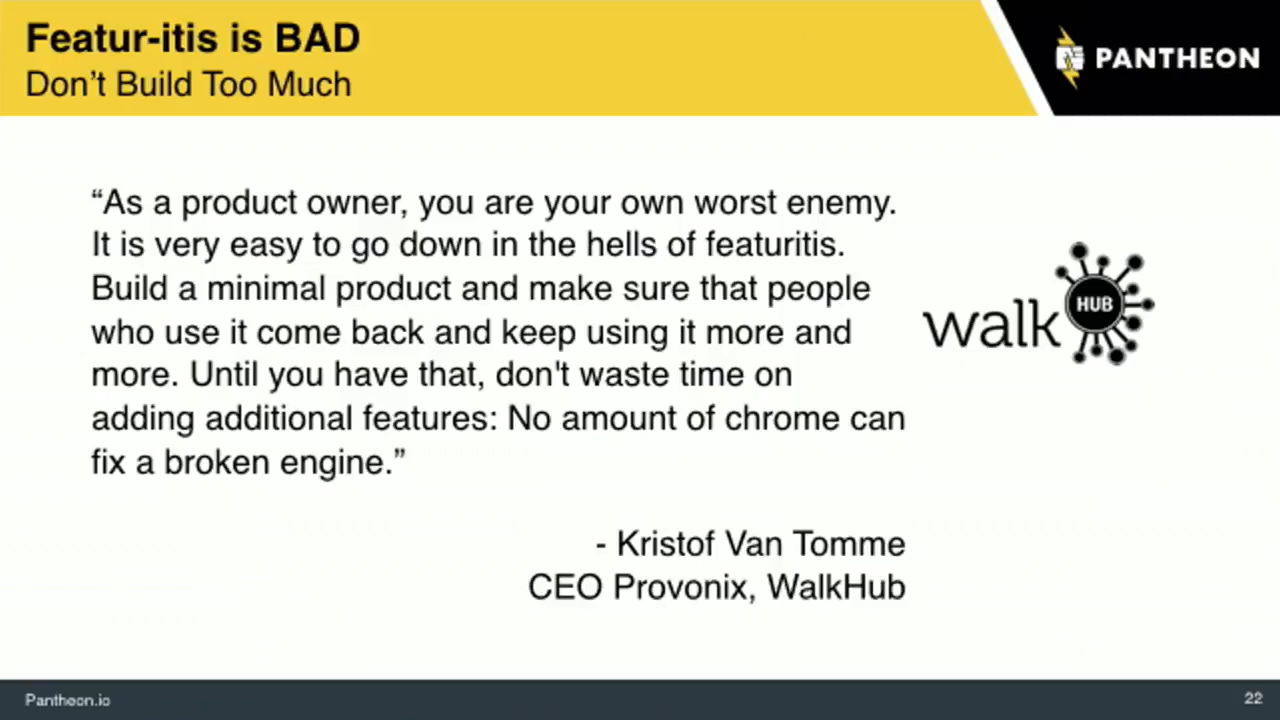 Featur-itis is BAD
Don’t Build Too Much
PANTHEON
“As a product owner, you are your own worst enemy.
It is very easy to go down in the hells of featuritis.
Build a minimal product and make sure that people
who use it come back and keep using it more and
more. Until you have that, don't waste time on
adding additional features: No amount of chrome can
fix a broken engine.”
walk HUB
- Kristof Van Tomme
CEO Provonix, WalkHub
Pantheon.io
22